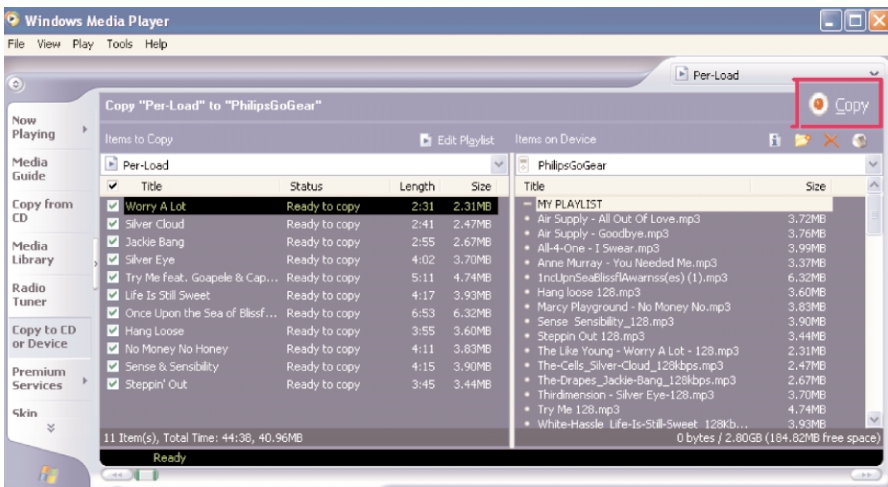 Windows Media Player
File View Play Tools Help
Per-Load
Copy "Per-Load" to "PhilipsGoGear"
Copy
Now Playing
Media Guide
Copy from CD
Media Library
Radio Tuner
Copy to CD or Device
Premium Services
Skin
Items to Copy
Edit Playlist
Per-Load
Title Status Length Size
Worry A Lot Ready to copy 2:31 2.31MB
Silver Cloud Ready to copy 2:41 2.47MB
Jackie Bang Ready to copy 2:55 2.67MB
Silver Eye Ready to copy 4:02 3.70MB
Try Me feat. Goapele & Cap... Ready to copy 5:11 4.74MB
Life Is Still Sweet Ready to copy 4:17 3.93MB
Once Upon the Sea of Blissf... Ready to copy 6:53 6.32MB
Hang Loose Ready to copy 3:55 3.60MB
No Money No Honey Ready to copy 4:11 3.83MB
Sense & Sensibility Ready to copy 4:15 3.90MB
Steppin' Out Ready to copy 3:45 3.44MB
11 Item(s), Total Time: 44:38, 40.96MB
Ready
Items on Device
PhilipsGoGear
Title Size
MY PLAYLIST
Air Supply - All Out Of Love.mp3 3.72MB
Air Supply - Goodbye.mp3 3.76MB
All-4-One - I Swear.mp3 3.99MB
Anne Murray - You Needed Me.mp3 3.37MB
1ncUpnSeaBlissflAwarnss(es) (1).mp3 6.32MB
Hang loose 128.mp3 3.60MB
Marcy Playground - No Money No.mp3 3.83MB
Sense Sensibility_128.mp3 3.90MB
Steppin Out 128.mp3 3.44MB
The Like Young - Worry A Lot - 128.mp3 2.31MB
The-Cells_Silver-Cloud_128kbps.mp3 2.47MB
The-Drapes_Jackie-Bang_128kbps.mp3 2.67MB
Thirdimension - Silver Eye-128.mp3 3.70MB
Try Me 128.mp3 4.74MB
White-Hassle Life-Is-Still-Sweet 128Kb... 3.93MB
0 bytes / 2.80GB (184.82MB free space)